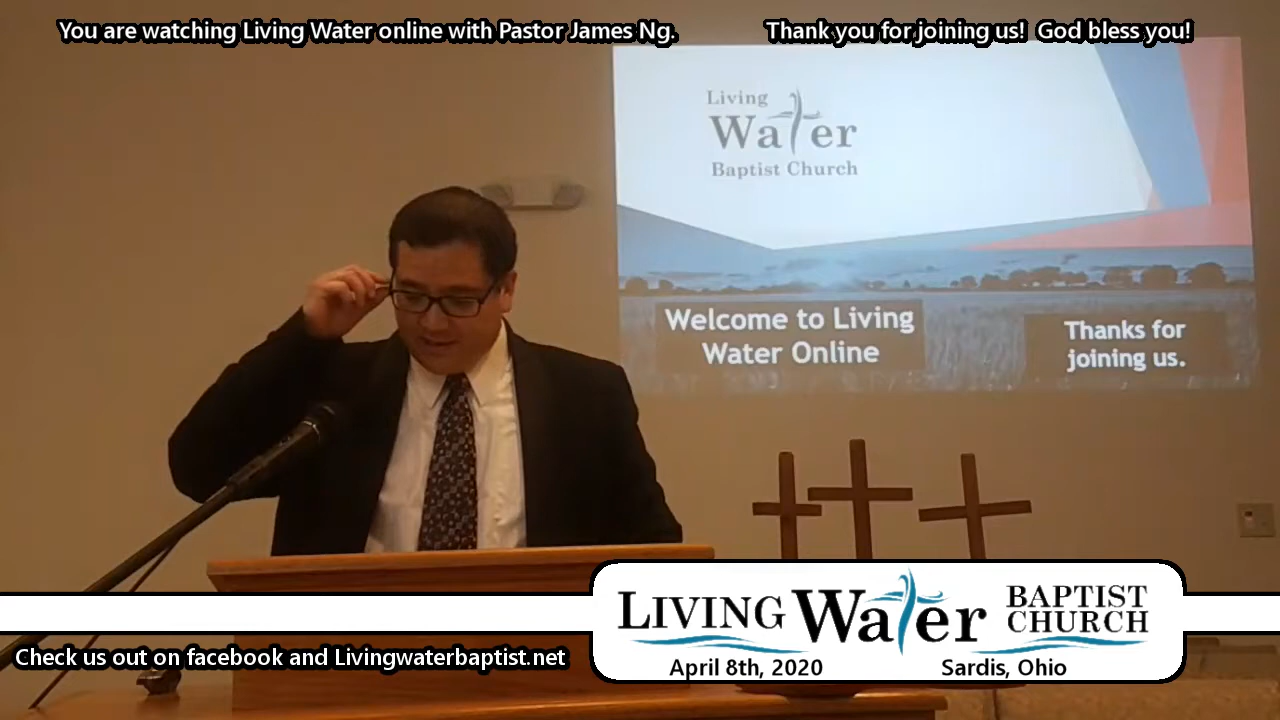 You are watching Living Water online with Pastor James Ng.
Thank you for joining us! God bless you!
Living
Water
Baptist Church
Welcome to Living
Water Online
Thanks for
joining us.
LIVING Water BAPTIST
CHURCH
April 8th, 2020
Sardis, Ohio
Check us out on facebook and Livingwaterbaptist.net